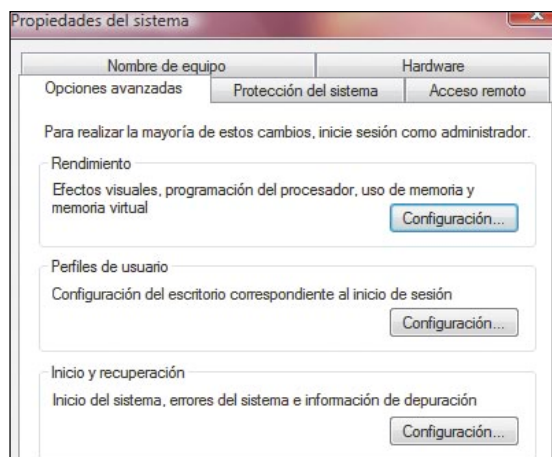 Propiedades del sistema
Nombre de equipo
Hardware
Opciones avanzadas
Protección del sistema
Acceso remoto
Para realizar la mayoría de estos cambios, inicie sesión como administrador.
Rendimiento
Efectos visuales, programación del procesador, uso de memoria y
memoria virtual
Configuración...
Perfiles de usuario
Configuración del escritorio correspondiente al inicio de sesión
Configuración...
Inicio y recuperación
Inicio del sistema, errores del sistema e información de depuración
Configuración...